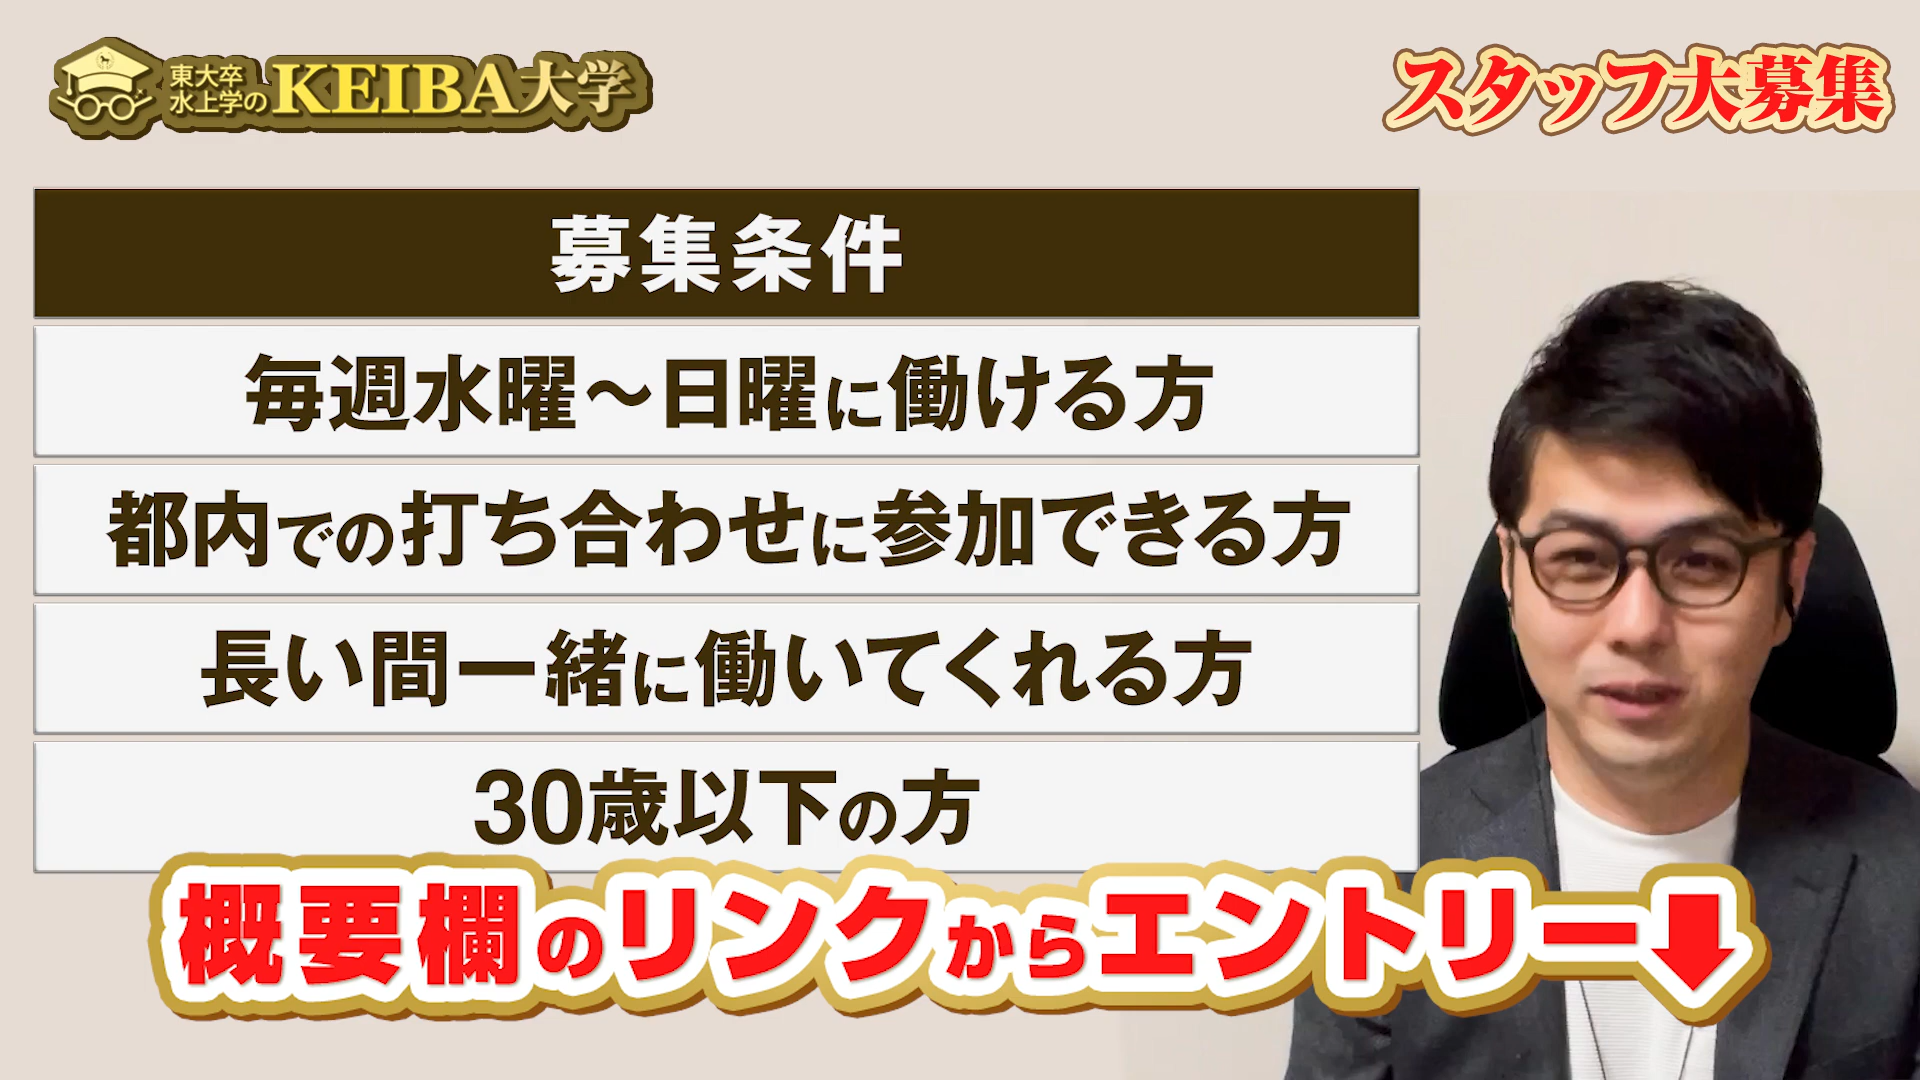 東大卒
水上学のKEIBA大学
スタッフ大募集
募集条件
毎週水曜～日曜に働ける方
都内での打ち合わせに参加できる方
長い間一緒に働いてくれる方
30歳以下の方
概要欄のリンクからエントリー⬇